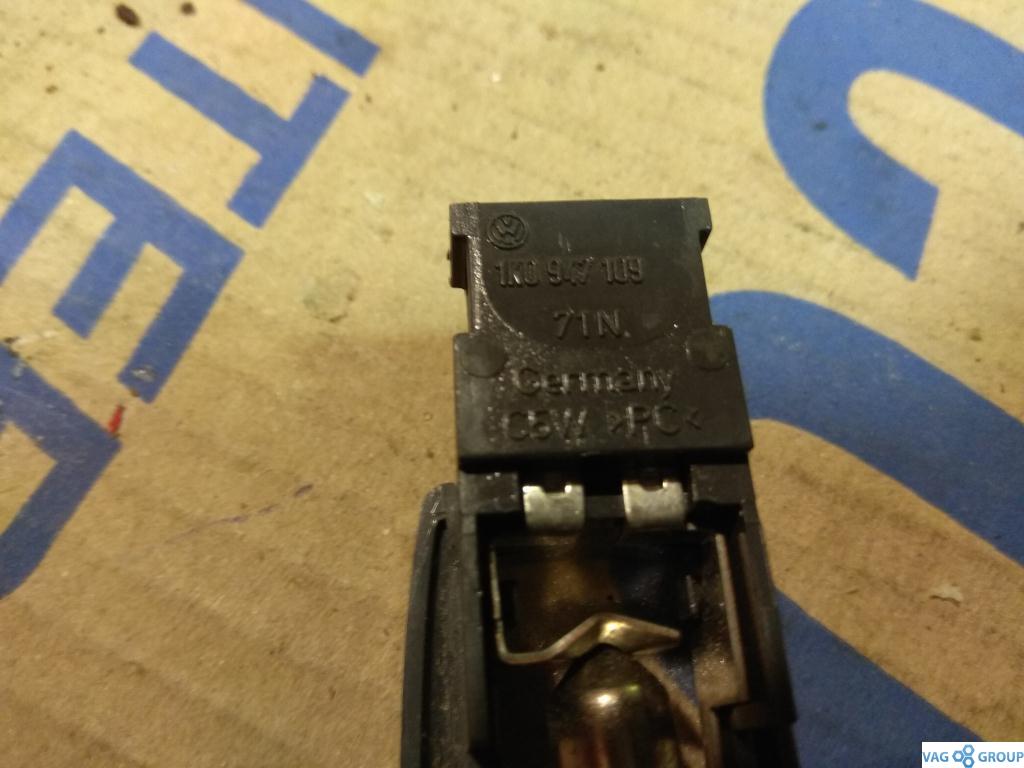 1K0 947 109
71N.
Germany
C5W >PC<
VAG GROUP